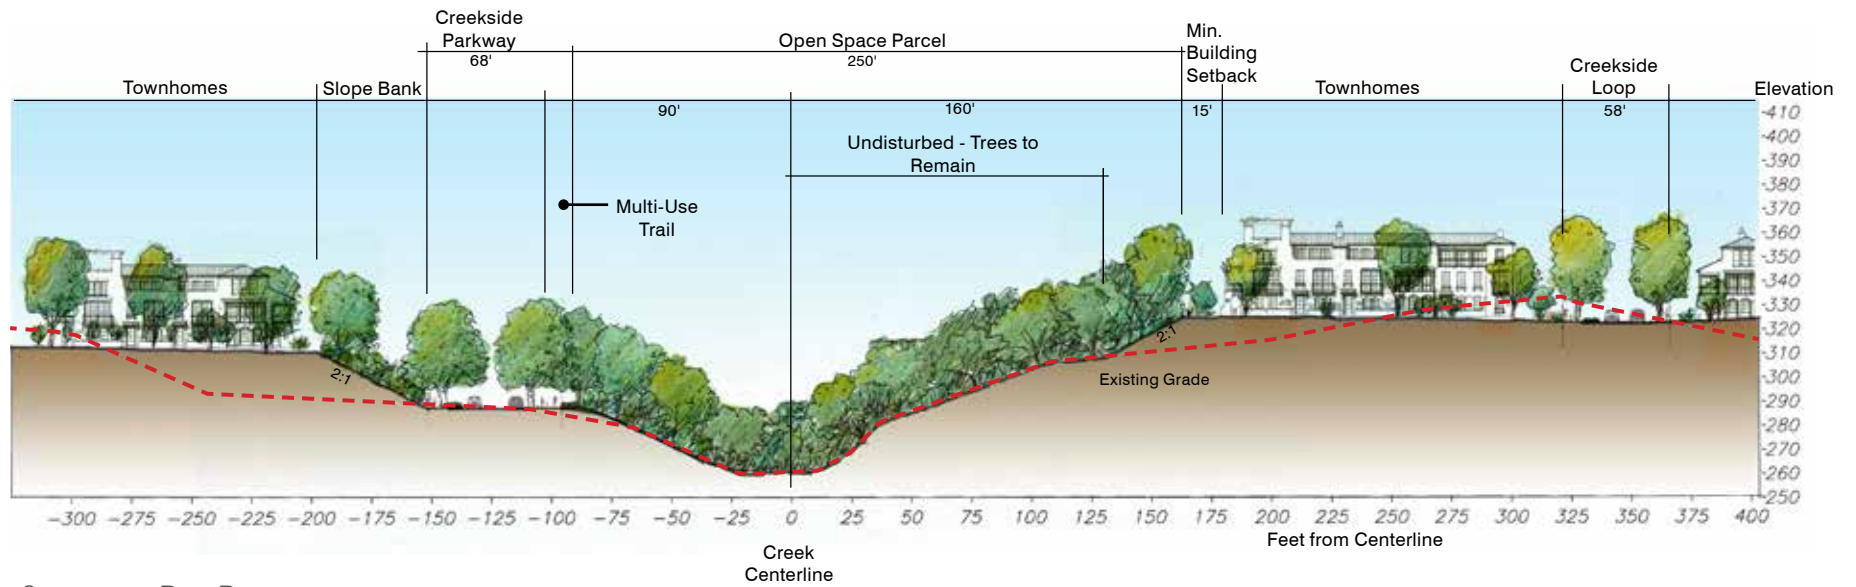 Creekside
Parkway
68'
Open Space Parcel
250'
Min.
Building
Setback
Townhomes
Slope Bank
90'
160'
15'
Townhomes
Creekside
Loop
58'
Elevation
Undisturbed - Trees to
Remain
Multi-Use
Trail
2:1
2:1
Existing Grade
-410
-400
-390
-380
-370
-360
-350
-340
-330
-320
-310
-300
-290
-280
-270
-260
-250
-300 -275 -250 -225 -200 -175 -150 -125 -100 -75 -50 -25 0 25 50 75 100 125 150 175 200 225 250 275 300 325 350 375 400
Feet from Centerline
Creek
Centerline